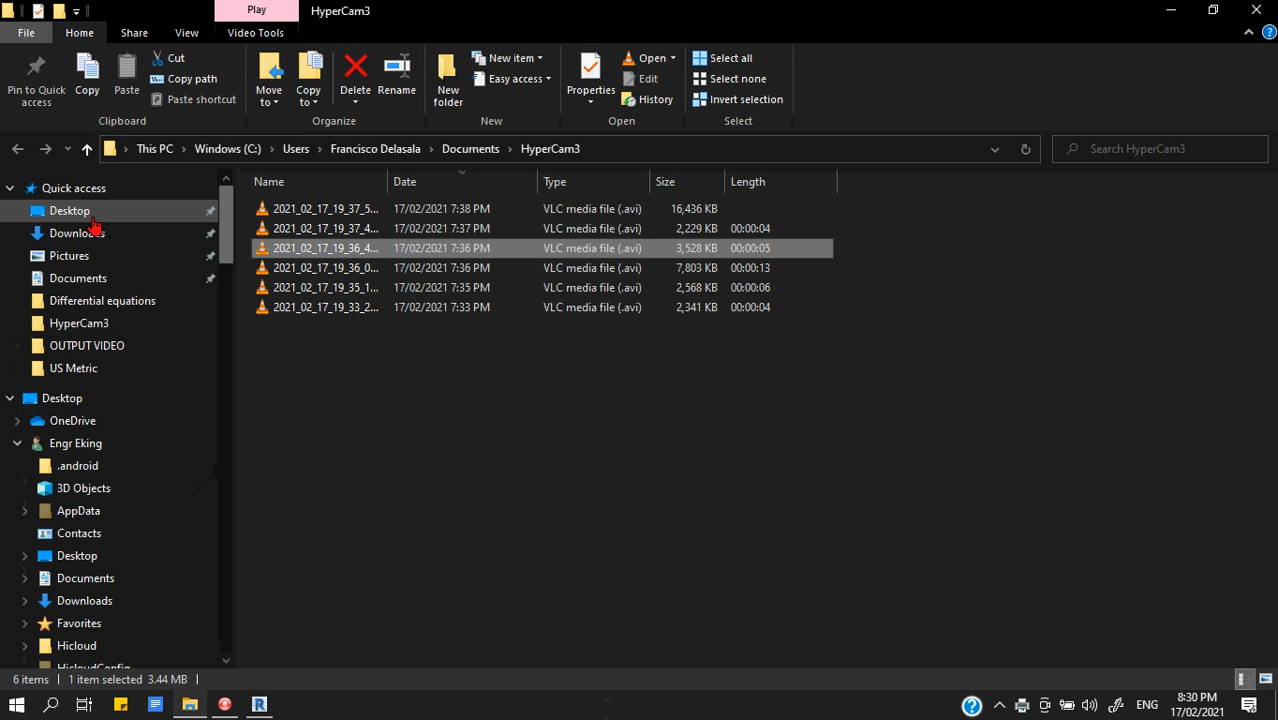 Play
HyperCam3
File
Home
Share
View
Video Tools
Pin to Quick access
Copy
Paste
Cut
Copy path
Paste shortcut
Move to
Copy to
Delete
Rename
New folder
New item
Easy access
Properties
Open
Edit
History
Select all
Select none
Invert selection
Clipboard
Organize
New
Open
Select
This PC
Windows (C:)
Users
Francisco Delasala
Documents
HyperCam3
Search HyperCam3
Name Date Type Size Length
2021_02_17_19_37_5... 17/02/2021 7:38 PM VLC media file (.avi) 16,436 KB
2021_02_17_19_37_4... 17/02/2021 7:37 PM VLC media file (.avi) 2,229 KB 00:00:04
2021_02_17_19_36_4... 17/02/2021 7:36 PM VLC media file (.avi) 3,528 KB 00:00:05
2021_02_17_19_36_0... 17/02/2021 7:36 PM VLC media file (.avi) 7,803 KB 00:00:13
2021_02_17_19_35_1... 17/02/2021 7:35 PM VLC media file (.avi) 2,568 KB 00:00:06
2021_02_17_19_33_2... 17/02/2021 7:33 PM VLC media file (.avi) 2,341 KB 00:00:04
Quick access
Desktop
Downloads
Pictures
Documents
Differential equations
HyperCam3
OUTPUT VIDEO
US Metric
Desktop
OneDrive
Engr Eking
.android
3D Objects
AppData
Contacts
Desktop
Documents
Downloads
Favorites
Hicloud
HicloudConfig
6 items 1 item selected 3.44 MB
ENG
8:30 PM
17/02/2021